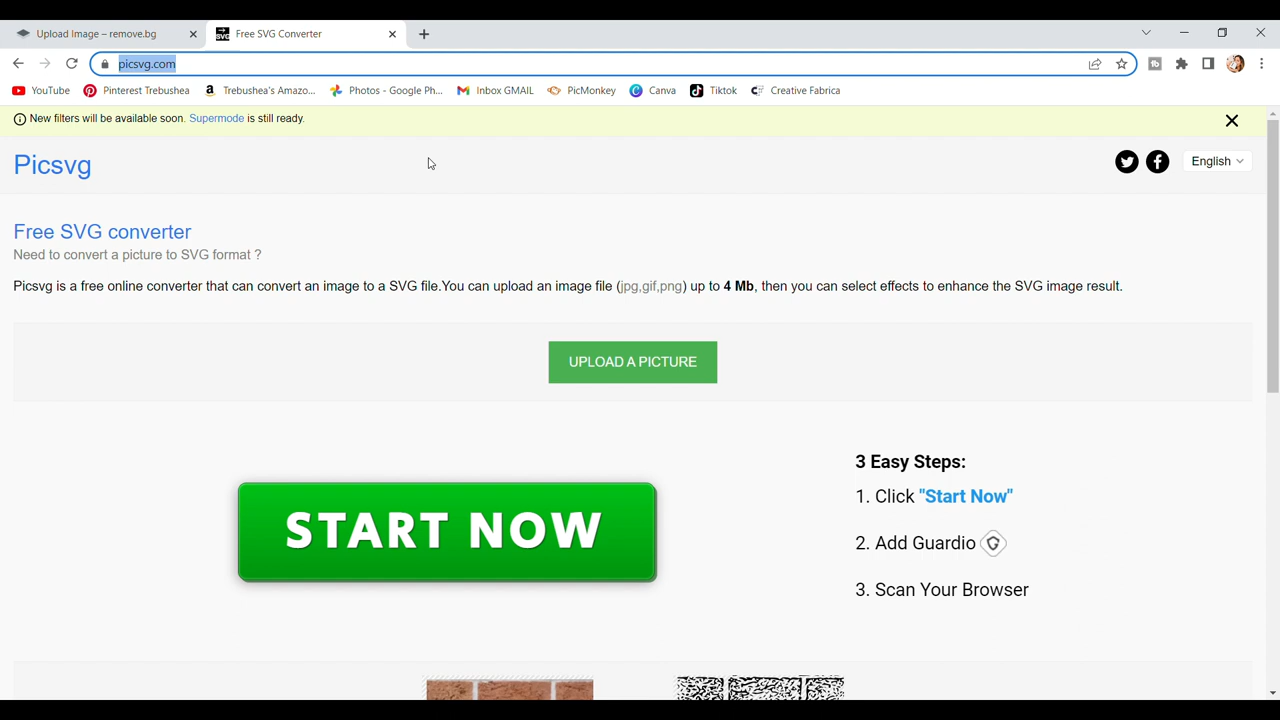 Upload Image – remove.bg
Free SVG Converter
picsvg.com
YouTube
Pinterest Trebushea
Trebushea's Amazo...
Photos - Google Ph...
Inbox GMAIL
PicMonkey
Canva
Tiktok
Creative Fabrica
New filters will be available soon. Supermode is still ready.
Picsvg
English
Free SVG converter
Need to convert a picture to SVG format ?
Picsvg is a free online converter that can convert an image to a SVG file.You can upload an image file (jpg,gif,png) up to 4 Mb, then you can select effects to enhance the SVG image result.
UPLOAD A PICTURE
START NOW
3 Easy Steps:
1. Click "Start Now"
2. Add Guardio
3. Scan Your Browser